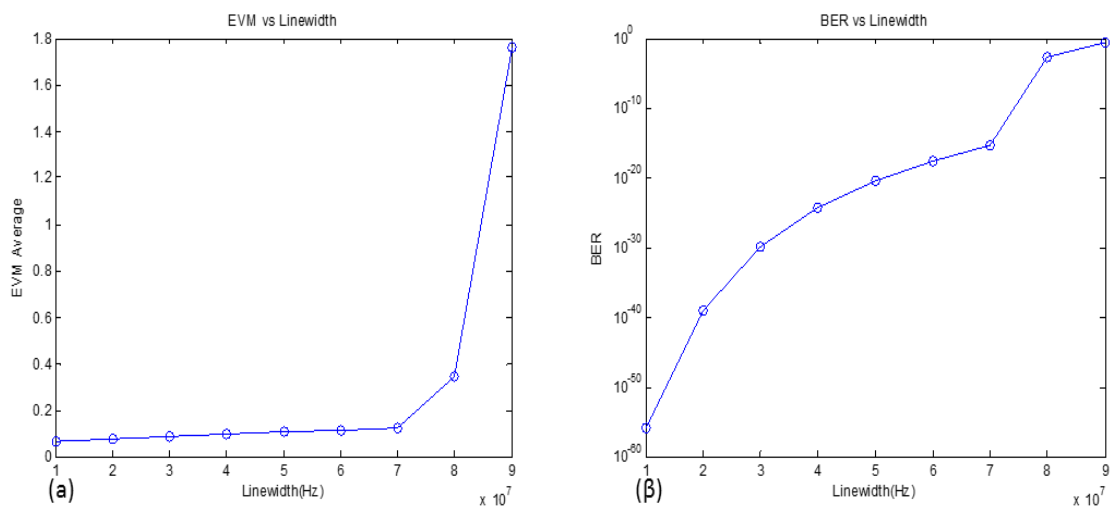 EVM vs Linewidth
EVM Average
1.8
1.6
1.4
1.2
1
0.8
0.6
0.4
0.2
0
1 2 3 4 5 6 7 8 9
Linewidth(Hz)
x 10^7
(a)
BER vs Linewidth
BER
10^0
10^-10
10^-20
10^-30
10^-40
10^-50
10^-60
1 2 3 4 5 6 7 8 9
Linewidth(Hz)
x 10^7
(β)